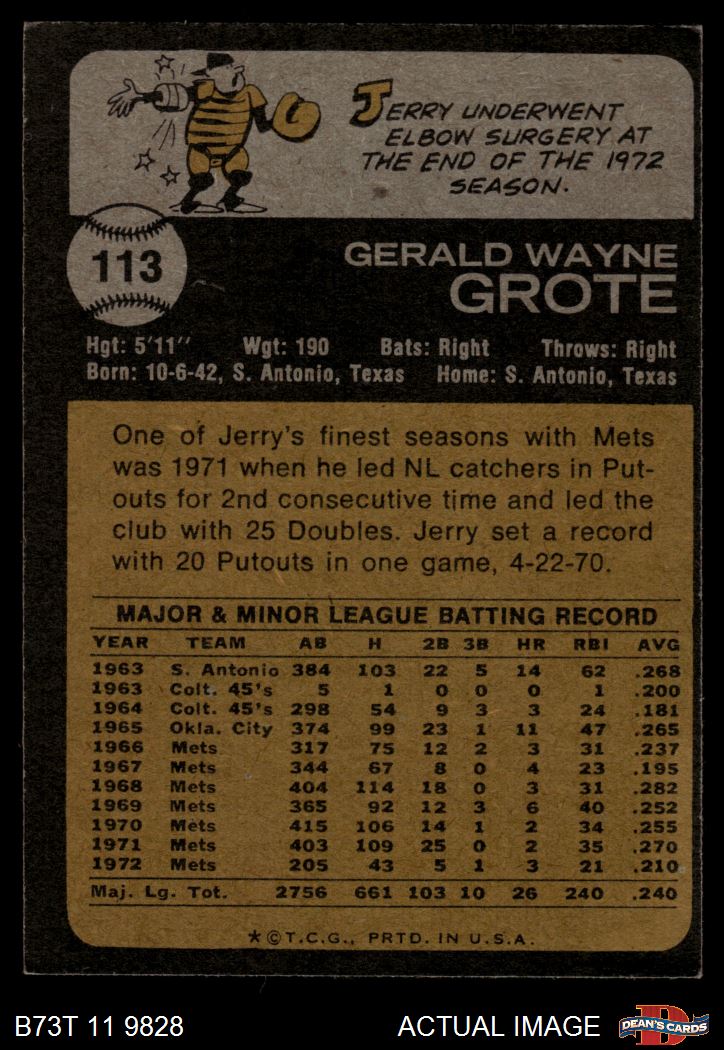 JERRY UNDERWENT
ELBOW SURGERY AT
THE END OF THE 1972
SEASON.
113
GERALD WAYNE
GROTE
Hgt: 5'11" Wgt: 190 Bats: Right Throws: Right
Born: 10-6-42, S. Antonio, Texas Home: S. Antonio, Texas
One of Jerry's finest seasons with Mets
was 1971 when he led NL catchers in Put-
outs for 2nd consecutive time and led the
club with 25 Doubles. Jerry set a record
with 20 Putouts in one game, 4-22-70.
MAJOR & MINOR LEAGUE BATTING RECORD
YEAR TEAM AB H 2B 3B HR RBI AVG
1963 S. Antonio 384 103 22 5 14 62 .268
1963 Colt. 45's 5 1 0 0 0 1 .200
1964 Colt. 45's 298 54 9 3 3 24 .181
1965 Okla. City 374 99 23 1 11 47 .265
1966 Mets 317 75 12 2 3 31 .237
1967 Mets 344 67 8 0 4 23 .195
1968 Mets 404 114 18 0 3 31 .282
1969 Mets 365 92 12 3 6 40 .252
1970 Mets 415 106 14 1 2 34 .255
1971 Mets 403 109 25 0 2 35 .270
1972 Mets 205 43 5 1 3 21 .210
Maj. Lg. Tot. 2756 661 103 10 26 240 .240
*©T.C.G., PRTD. IN U.S.A.
B73T 11 9828 ACTUAL IMAGE D DEAN'S CARDS